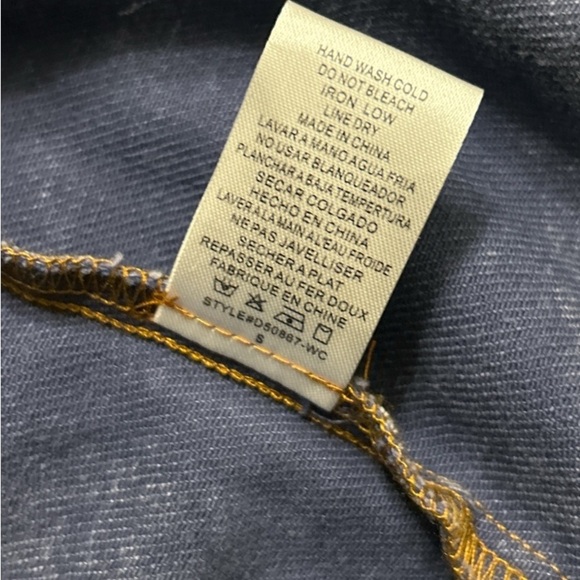 HAND WASH COLD
DO NOT BLEACH
IRON LOW
LINE DRY
MADE IN CHINA
LAVAR A MANO AGUA FRIA
NO USAR BLANQUEADOR
PLANCHAR A BAJA TEMPERTURA
SECAR COLGADO
HECHO EN CHINA
LAVER A LA MAIN A L'EAU FROIDE
NE PAS JAVELLISER
SECHER A PLAT
REPASSER AU FER DOUX
FABRIQUE EN CHINE
STYLE#D50867-WC
S